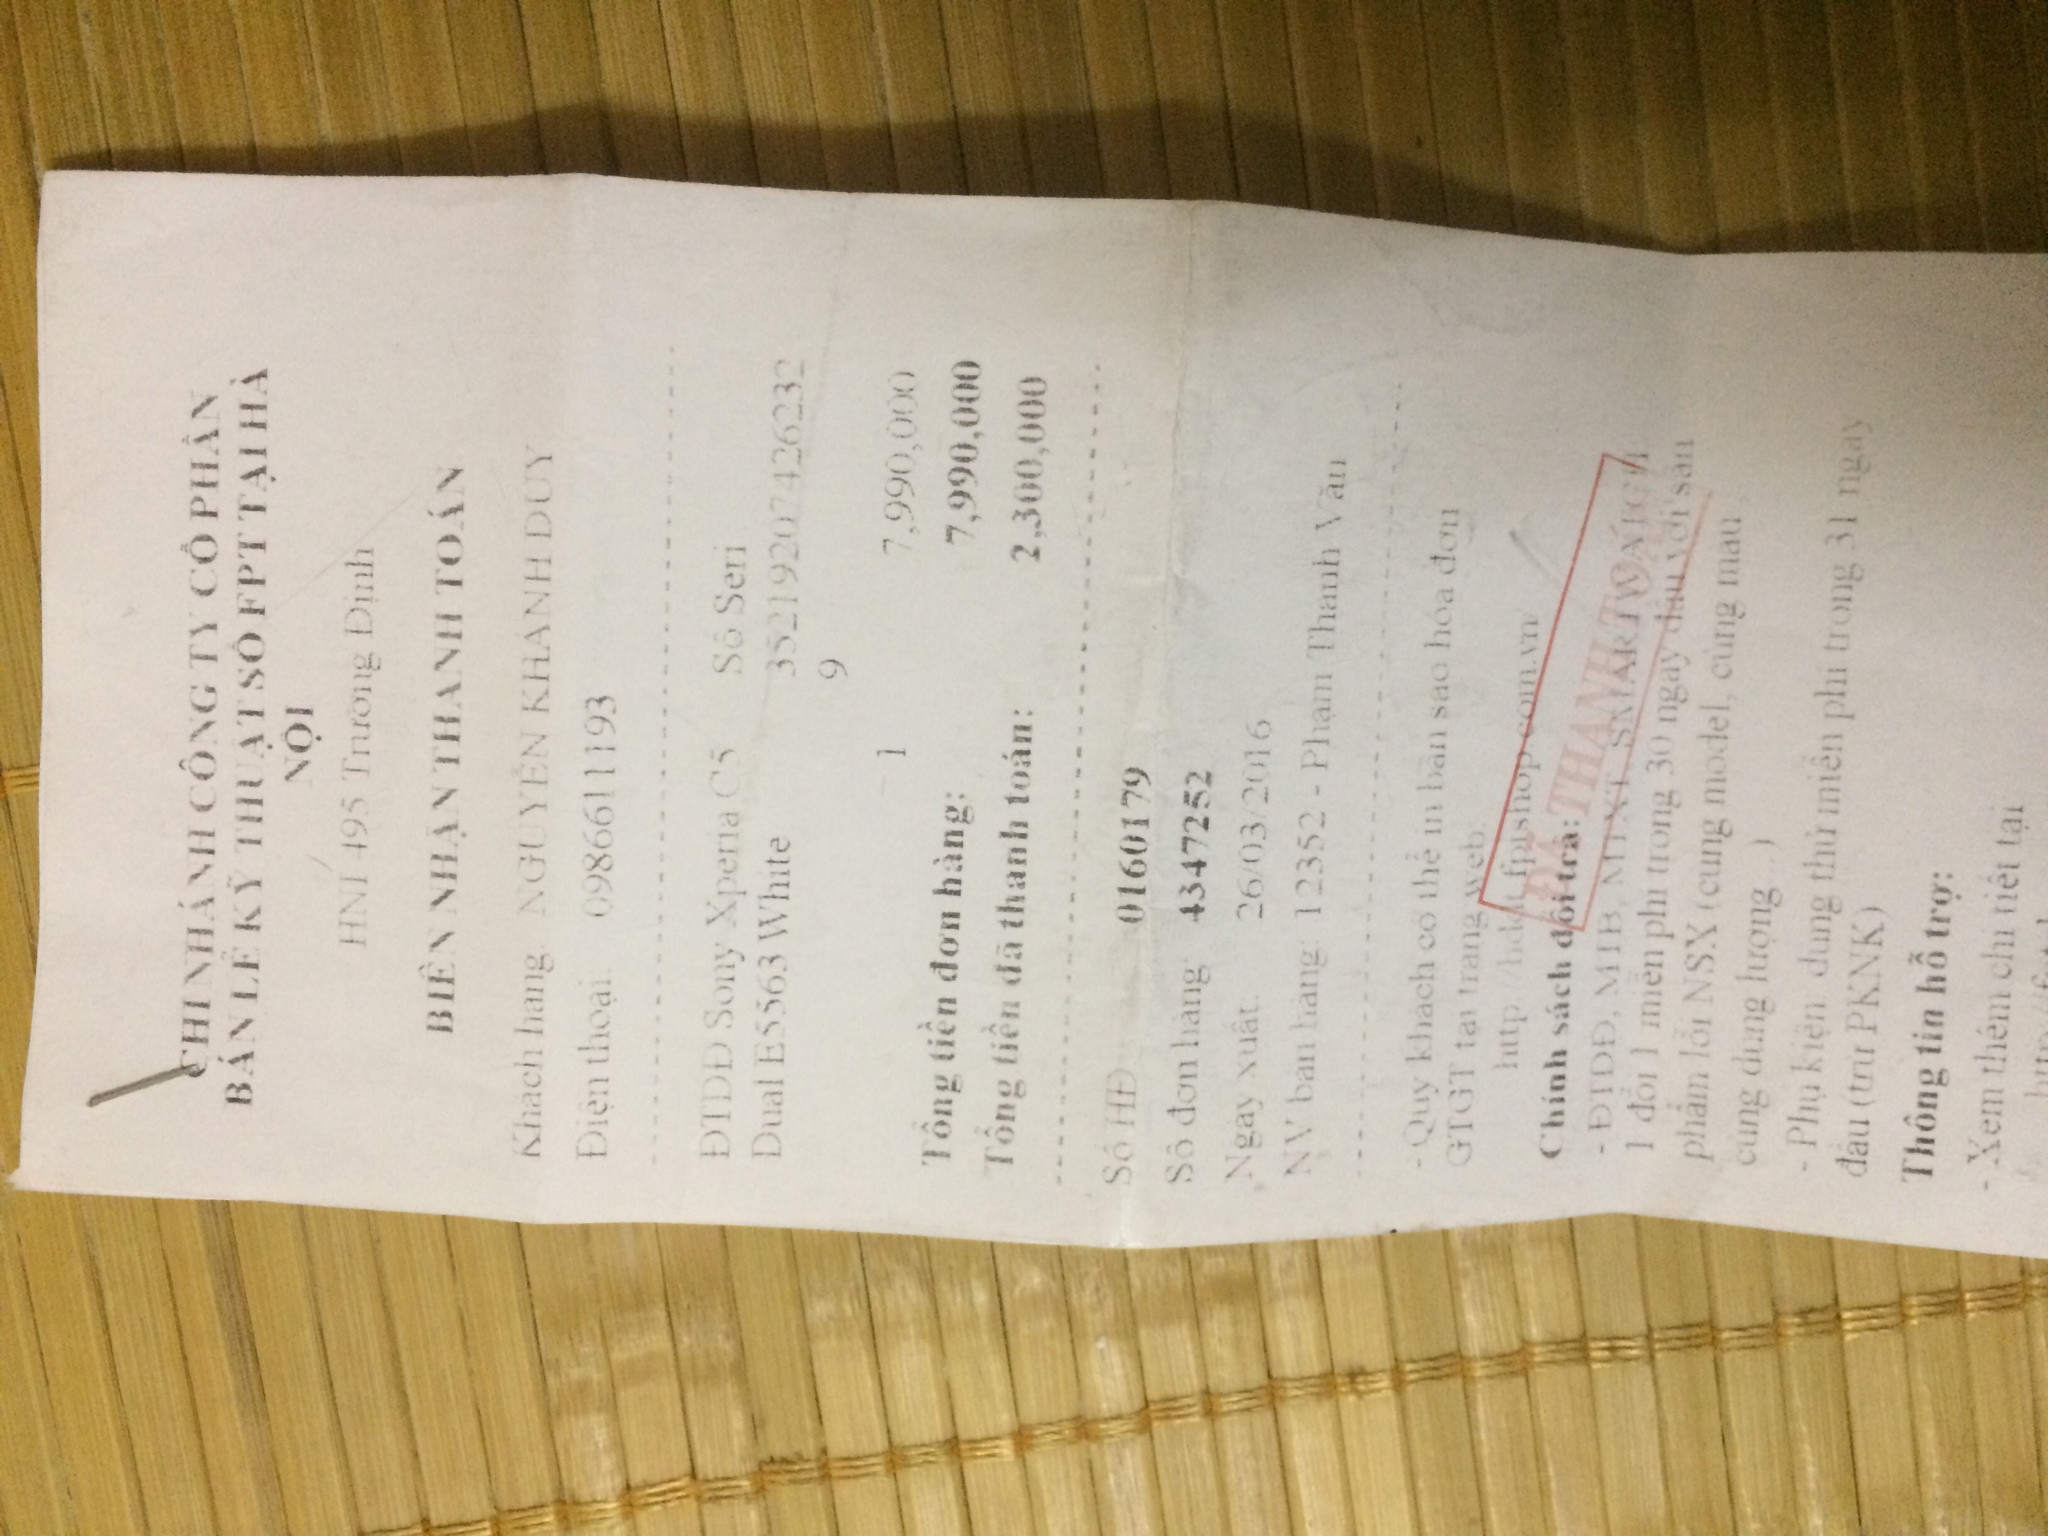 CHI NHÁNH CÔNG TY CỔ PHẦN
BÁN LẺ KỸ THUẬT SỐ FPT TẠI HÀ
NỘI
HNI 495 Trương Định
BIÊN NHẬN THANH TOÁN
Khách hàng: NGUYỄN KHÁNH DUY
Điện thoại: 0986611193
ĐTDĐ Sony Xperia C5 Số Seri
Dual E5563 White 35219207426232
9
1 7,990,000
Tổng tiền đơn hàng: 7,990,000
Tổng tiền đã thanh toán: 2,300,000
Số HĐ 0160179
Số đơn hàng: 4347252
Ngày xuất: 26/03/2016
NV bán hàng: 12352 - Phạm Thanh Vân
- Quý khách có thể in bản sao hóa đơn
GTGT tại trang web:
http://hddt.fptshop.com.vn/
Chính sách đổi trả:
ĐÃ THANH TOÁN
- ĐTDĐ, MTB, MTXT, SMARTWATCH
1 đổi 1 miễn phí trong 30 ngày đầu với sản
phẩm lỗi NSX (cùng model, cùng màu
cùng dung lượng...)
- Phụ kiện: dùng thử miễn phí trong 31 ngày
đầu (trừ PKNK)
Thông tin hỗ trợ:
- Xem thêm chi tiết tại